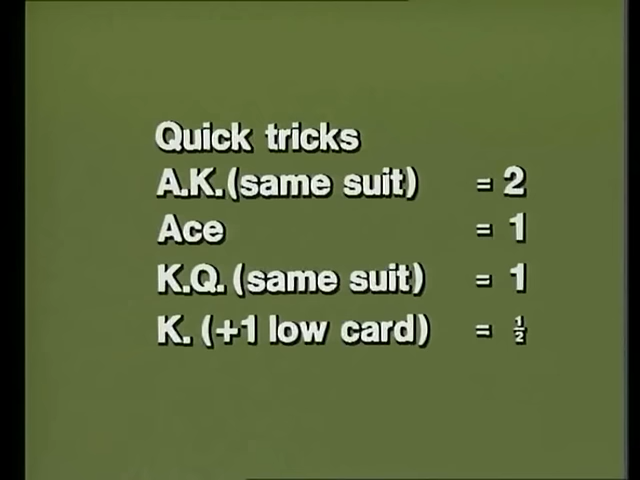 Quick tricks
A.K.(same suit) = 2
Ace = 1
K.Q. (same suit) = 1
K. (+1 low card) = ½